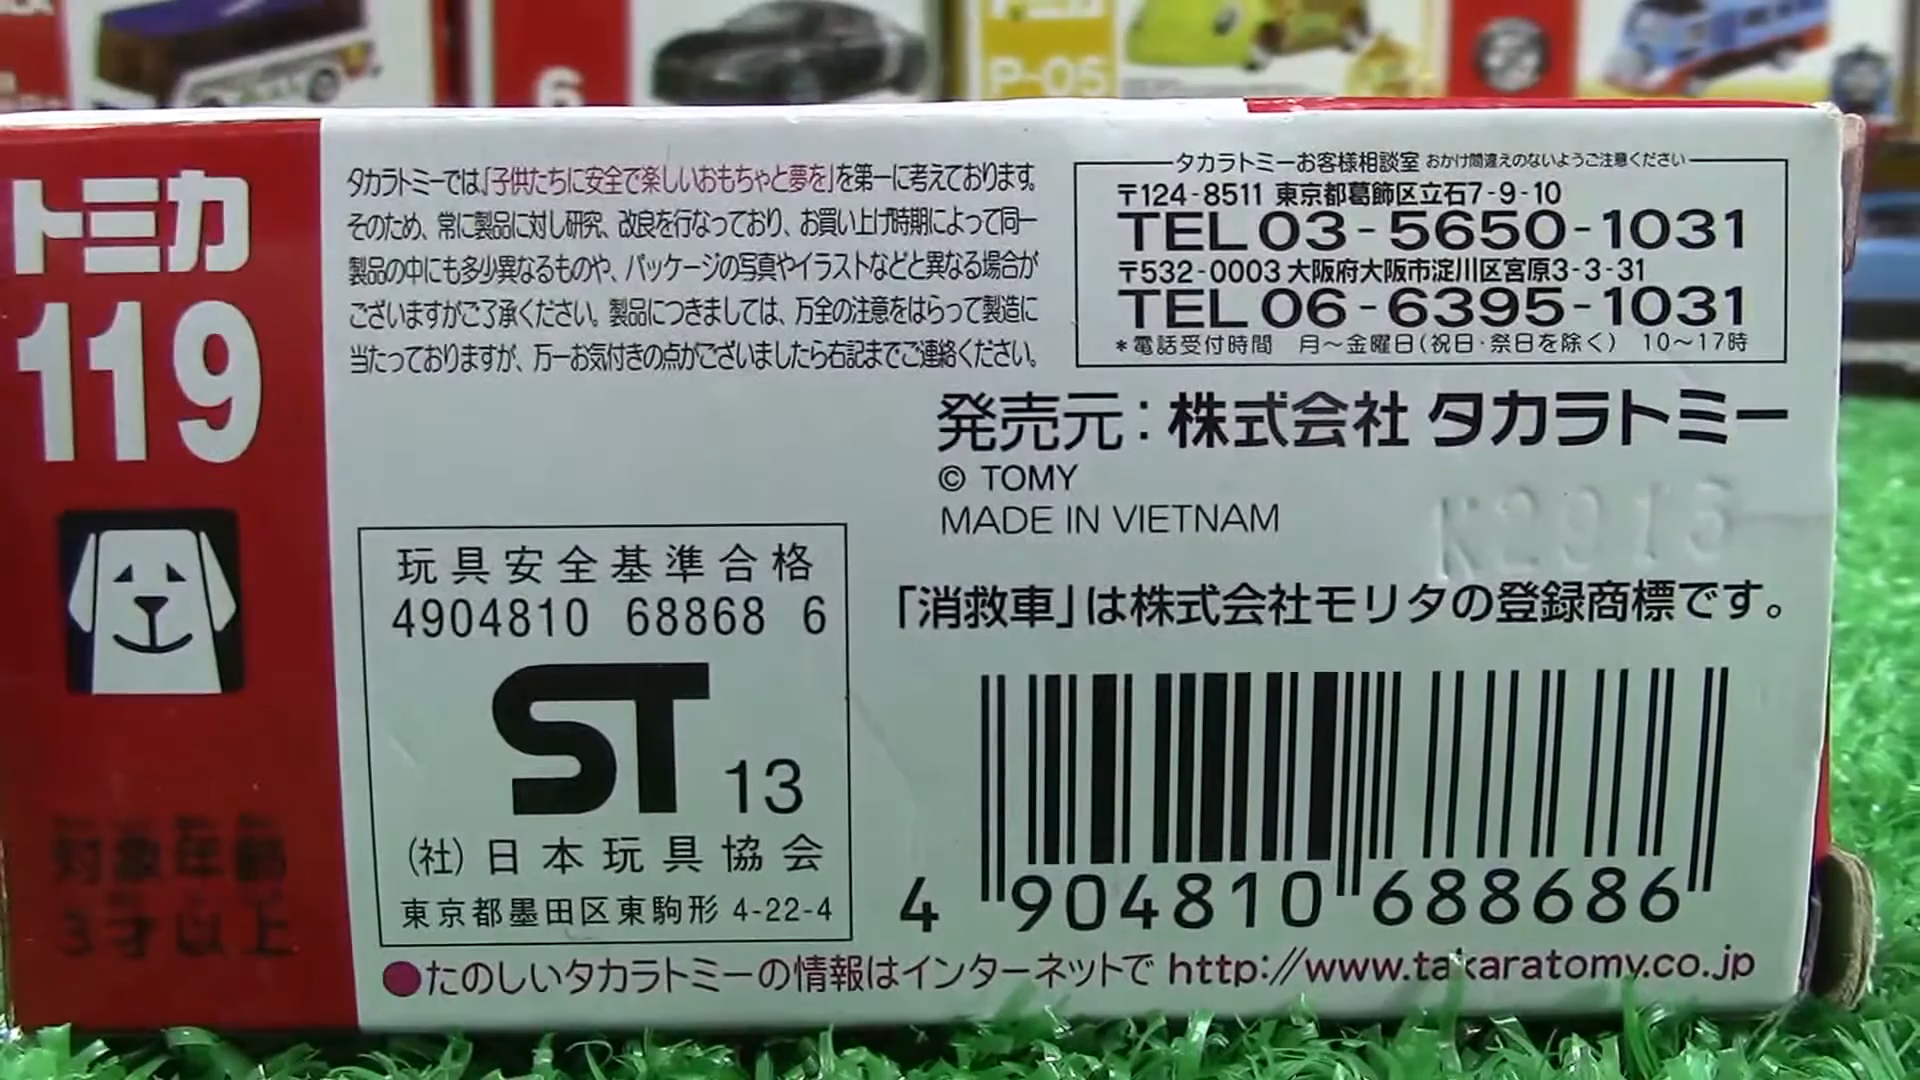 6
P-05
トミカ
119
対象年齢
3才以上
タカラトミーでは、「子供たちに安全で楽しいおもちゃと夢を」を第一に考えております。
そのため、常に製品に対し研究、改良を行なっており、お買い上げ時期によって同一
製品の中にも多少異なるものや、パッケージの写真やイラストなどと異なる場合が
ございますがご了承ください。製品につきましては、万全の注意をはらって製造に
当たっておりますが、万一お気付きの点がございましたら右記までご連絡ください。
タカラトミーお客様相談室 おかけ間違えのないようご注意ください
〒124-8511 東京都葛飾区立石7-9-10
TEL 03-5650-1031
〒532-0003 大阪府大阪市淀川区宮原3-3-31
TEL 06-6395-1031
*電話受付時間 月〜金曜日(祝日・祭日を除く) 10〜17時
発売元:株式会社 タカラトミー
© TOMY
MADE IN VIETNAM
K2915
「消救車」は株式会社モリタの登録商標です。
玩具安全基準合格
4904810 68868 6
ST 13
(社)日本玩具協会
東京都墨田区東駒形 4-22-4
4 904810 688686
●たのしいタカラトミーの情報はインターネットで http://www.takaratomy.co.jp